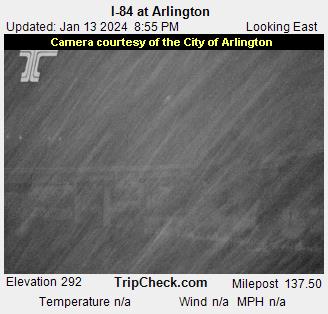 I-84 at Arlington
Updated: Jan 13 2024 8:55 PM Looking East
Camera courtesy of the City of Arlington
Elevation 292 TripCheck.com Milepost 137.50
Temperature n/a Wind n/a MPH n/a